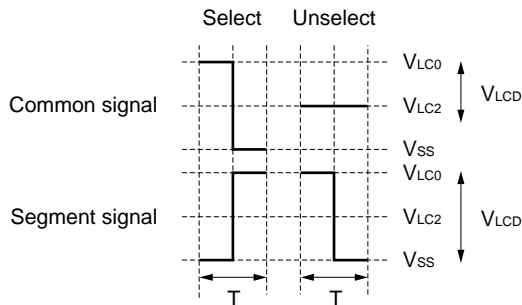 Select Unselect
VLC0
Common signal VLC2 VLCD
VSS
VLC0
Segment signal VLC2 VLCD
VSS
T T